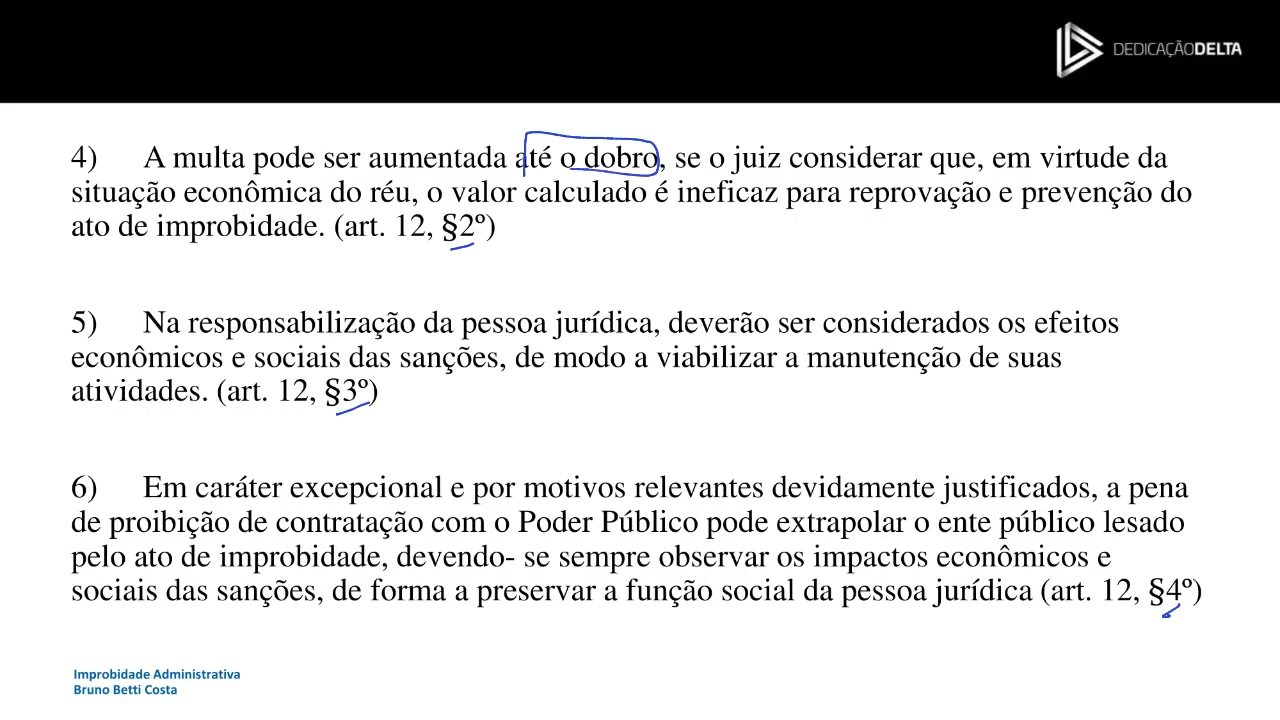 DEDICAÇÃODELTA
4) A multa pode ser aumentada até o dobro, se o juiz considerar que, em virtude da
situação econômica do réu, o valor calculado é ineficaz para reprovação e prevenção do
ato de improbidade. (art. 12, §2º)
5) Na responsabilização da pessoa jurídica, deverão ser considerados os efeitos
econômicos e sociais das sanções, de modo a viabilizar a manutenção de suas
atividades. (art. 12, §3º)
6) Em caráter excepcional e por motivos relevantes devidamente justificados, a pena
de proibição de contratação com o Poder Público pode extrapolar o ente público lesado
pelo ato de improbidade, devendo- se sempre observar os impactos econômicos e
sociais das sanções, de forma a preservar a função social da pessoa jurídica (art. 12, §4º)
Improbidade Administrativa
Bruno Betti Costa